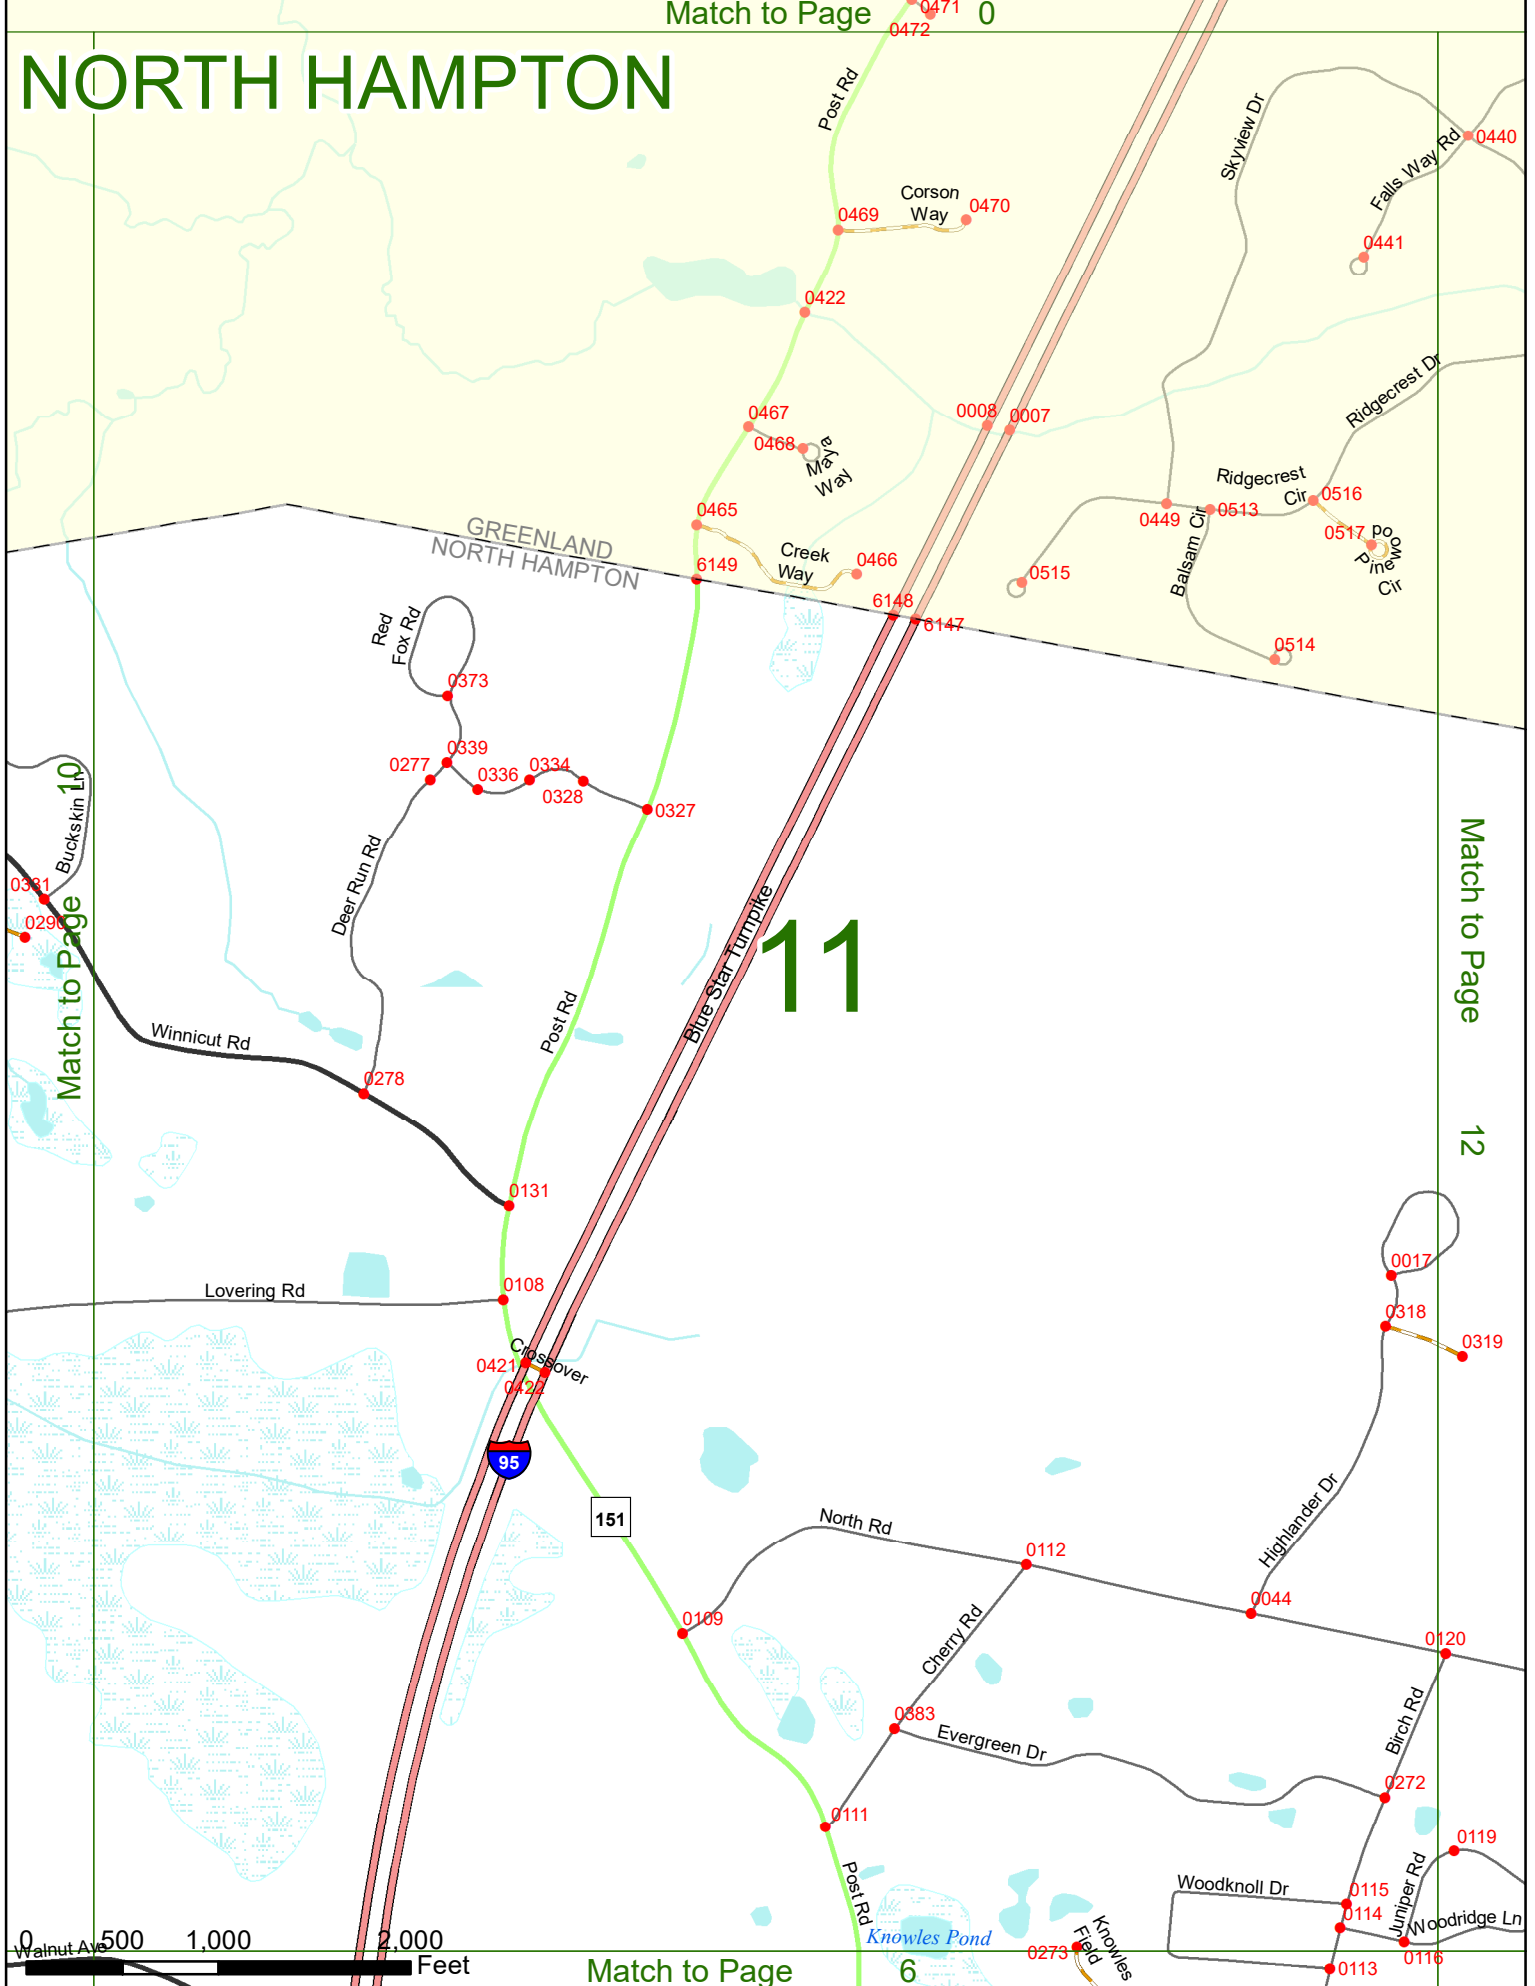 Match to Page 0
0471
0472
NORTH HAMPTON
Post Rd
Skyview Dr
0440
Falls Way Rd
Corson
Way
0470
0469
0441
0422
Ridgecrest Dr
0467
0468
Maya
Way
0008
0007
Ridgecrest
Cir
0516
0449
0513
0517
Balsam Cir
Pinewood
Cir
0465
GREENLAND
NORTH HAMPTON
6149
Creek
Way
0466
0515
6148
6147
0514
Red
Fox Rd
0373
0339
0277
0336
0334
0328
0327
10
Buckskin Ln
0331
Match to Page
Deer Run Rd
Blue Star Turnpike
11
Match to Page
12
Post Rd
Winnicut Rd
0278
0131
Lovering Rd
0108
0017
0318
0319
Crossover
0421
0422
95
151
North Rd
0112
Highlander Dr
0044
0109
Cherry Rd
0120
0383
Evergreen Dr
Birch Rd
0272
0111
0119
Post Rd
Woodknoll Dr
0115
0114
Juniper Rd
Woodridge Ln
0116
Knowles Pond
0273
Knowles
Field
0113
0 500 1,000 2,000
Feet
Walnut Ave
Match to Page 6